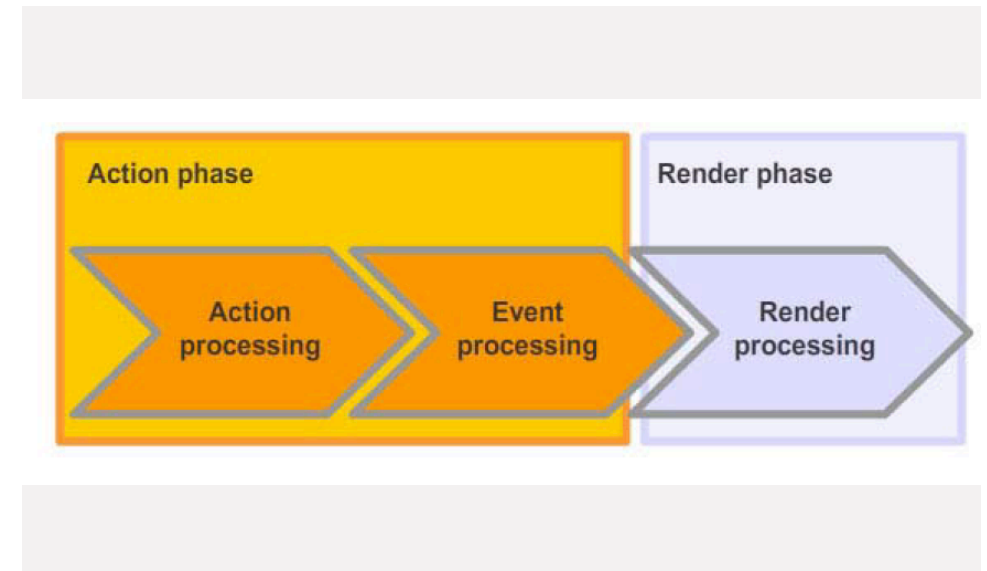 Action phase
Render phase
Action
processing
Event
processing
Render
processing